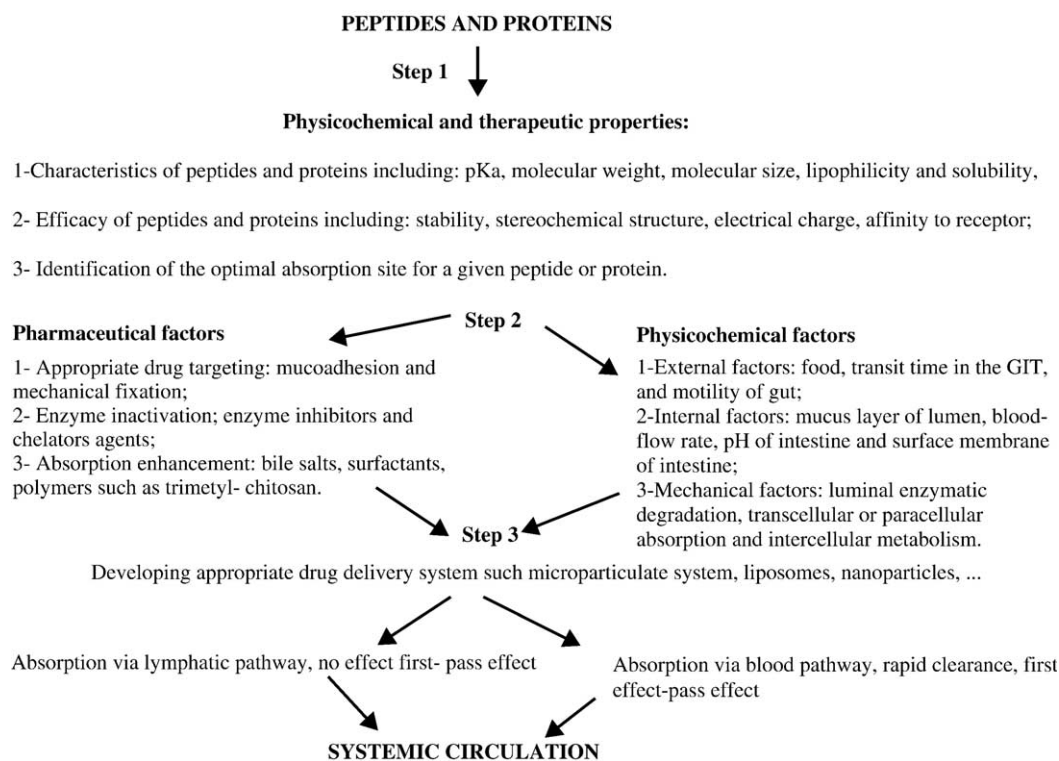 PEPTIDES AND PROTEINS
Step 1
Physicochemical and therapeutic properties:
1-Characteristics of peptides and proteins including: pKa, molecular weight, molecular size, lipophilicity and solubility,
2- Efficacy of peptides and proteins including: stability, stereochemical structure, electrical charge, affinity to receptor;
3- Identification of the optimal absorption site for a given peptide or protein.
Step 2
Pharmaceutical factors
1- Appropriate drug targeting: mucoadhesion and
mechanical fixation;
2- Enzyme inactivation; enzyme inhibitors and
chelators agents;
3- Absorption enhancement: bile salts, surfactants,
polymers such as trimetyl- chitosan.
Physicochemical factors
1-External factors: food, transit time in the GIT,
and motility of gut;
2-Internal factors: mucus layer of lumen, blood-
flow rate, pH of intestine and surface membrane
of intestine;
3-Mechanical factors: luminal enzymatic
degradation, transcellular or paracellular
absorption and intercellular metabolism.
Step 3
Developing appropriate drug delivery system such microparticulate system, liposomes, nanoparticles, ...
Absorption via lymphatic pathway, no effect first- pass effect
Absorption via blood pathway, rapid clearance, first
effect-pass effect
SYSTEMIC CIRCULATION